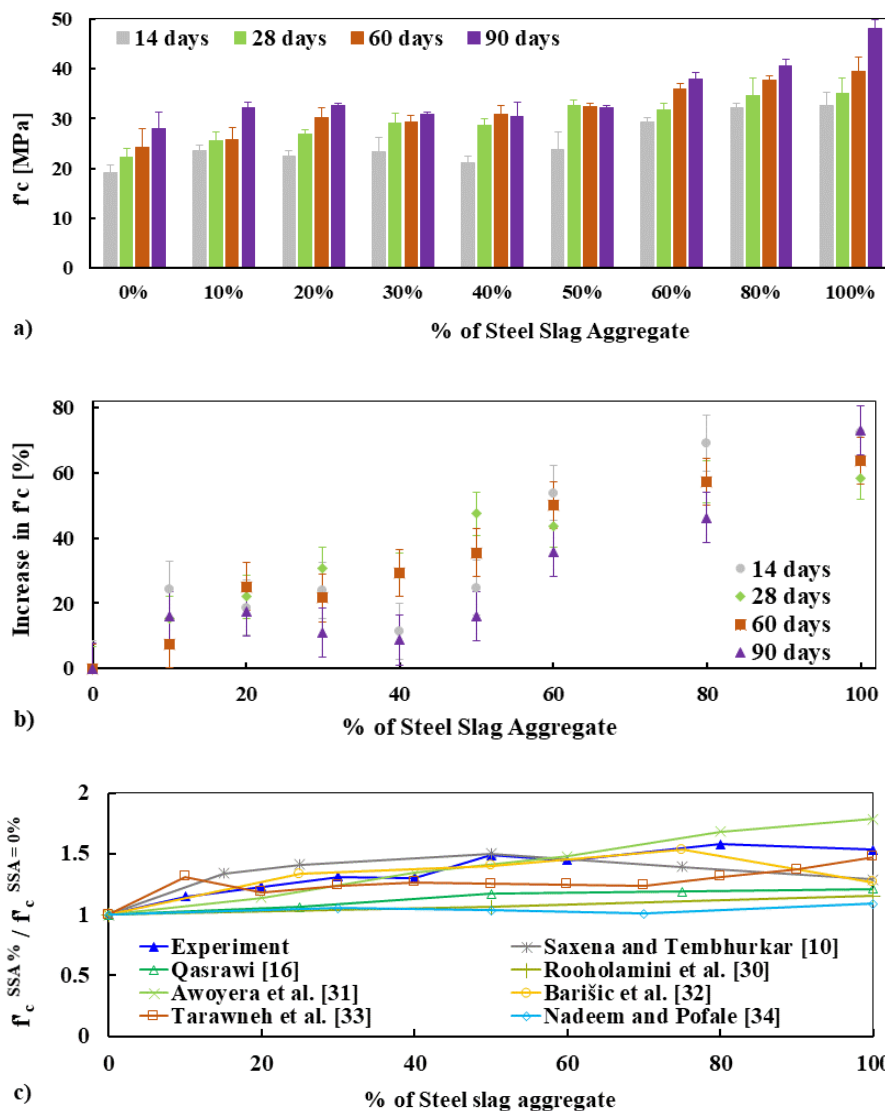 50
14 days 28 days 60 days 90 days
40
30
20
10
0
f'c [MPa]
0% 10% 20% 30% 40% 50% 60% 80% 100%
% of Steel Slag Aggregate
a)
80
60
40
20
0
Increase in f'c [%]
14 days
28 days
60 days
90 days
0 20 40 60 80 100
% of Steel Slag Aggregate
b)
2
1.5
1
0.5
0
f'c SSA % / f'c SSA = 0%
Experiment Saxena and Tembhurkar [10]
Qasrawi [16] Rooholamini et al. [30]
Awoyera et al. [31] Barišic et al. [32]
Tarawneh et al. [33] Nadeem and Pofale [34]
0 20 40 60 80 100
% of Steel slag aggregate
c)